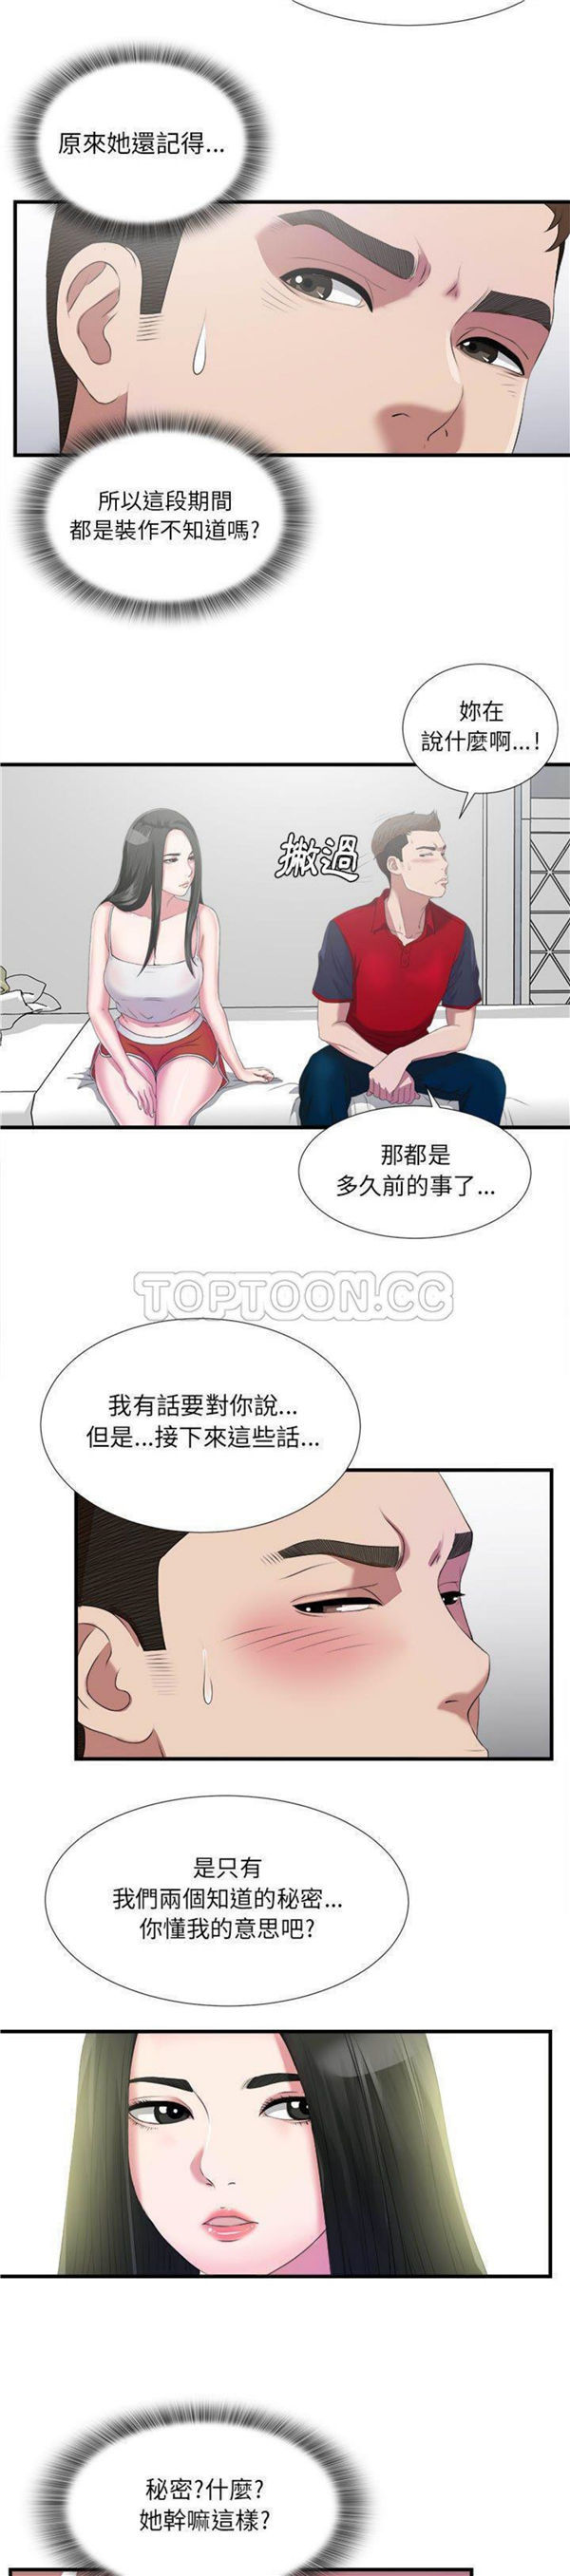 原來她還記得...
所以這段期間
都是裝作不知道嗎?
妳在
說什麼啊...!
撇過
那都是
多久前的事了...
TOPTOON.CC
我有話要對你說...
但是...接下來這些話...
是只有
我們兩個知道的秘密...
你懂我的意思吧?
秘密?什麼?
她幹嘛這樣?